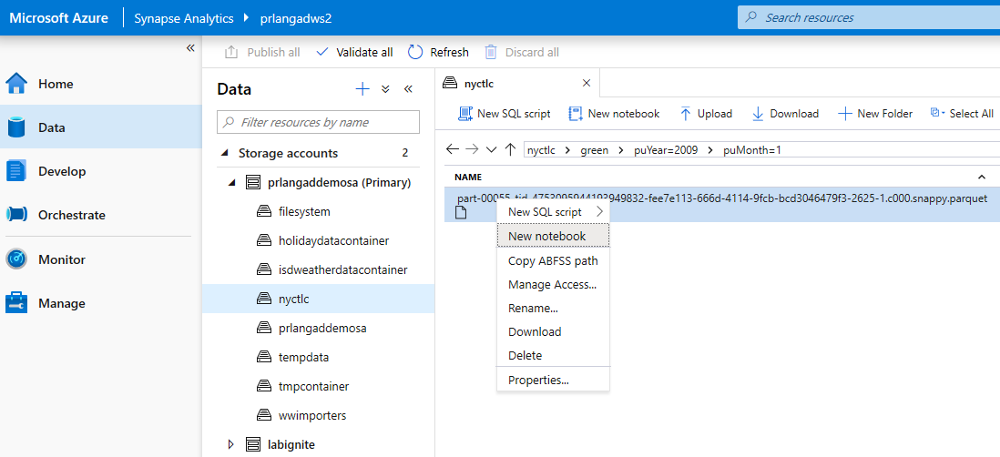 Microsoft Azure Synapse Analytics prlangadws2 Search resources
« Publish all Validate all Refresh Discard all
Home
Data
Develop
Orchestrate
Monitor
Manage
Data
Filter resources by name
Storage accounts 2
prlangaddemosa (Primary)
filesystem
holidaydatacontainer
isdweatherdatacontainer
nyctlc
prlangaddemosa
tempdata
tmpcontainer
wwimporters
labignite
nyctlc
New SQL script New notebook Upload Download New Folder Select All
nyctlc > green > puYear=2009 > puMonth=1
NAME
part-00055-tid-4753095944193949832-fee7e113-666d-4114-9fcb-bcd3046479f3-2625-1.c000.snappy.parquet
New SQL script
New notebook
Copy ABFSS path
Manage Access...
Rename...
Download
Delete
Properties...